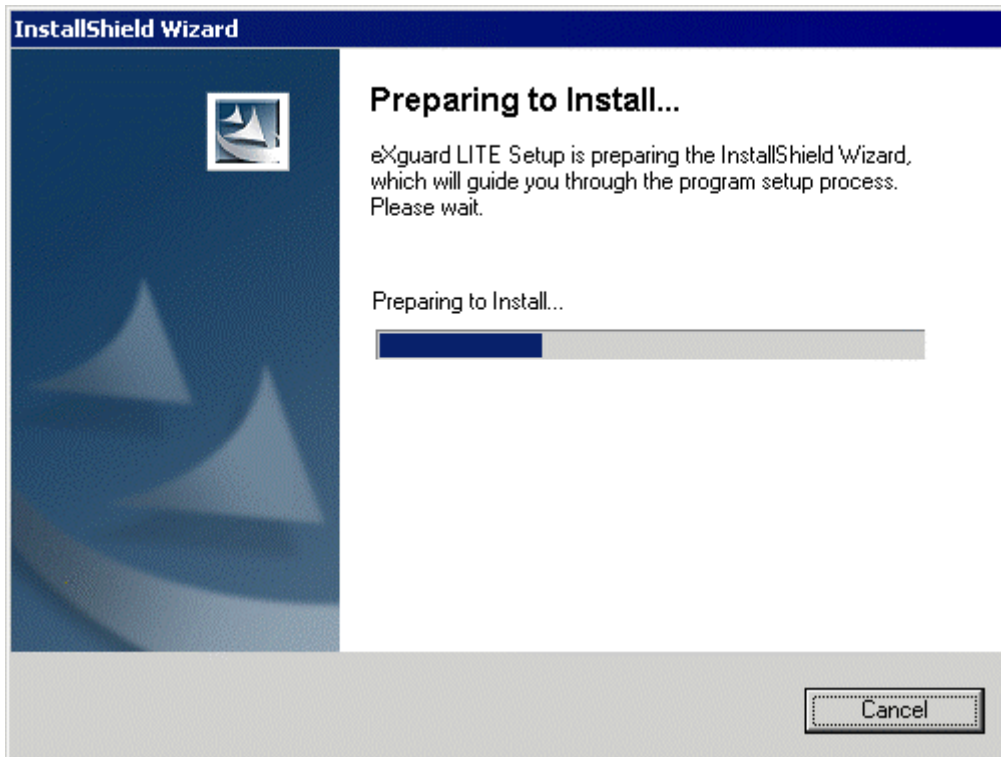 InstallShield Wizard
Preparing to Install...
eXguard LITE Setup is preparing the InstallShield Wizard,
which will guide you through the program setup process.
Please wait.
Preparing to Install...
Cancel